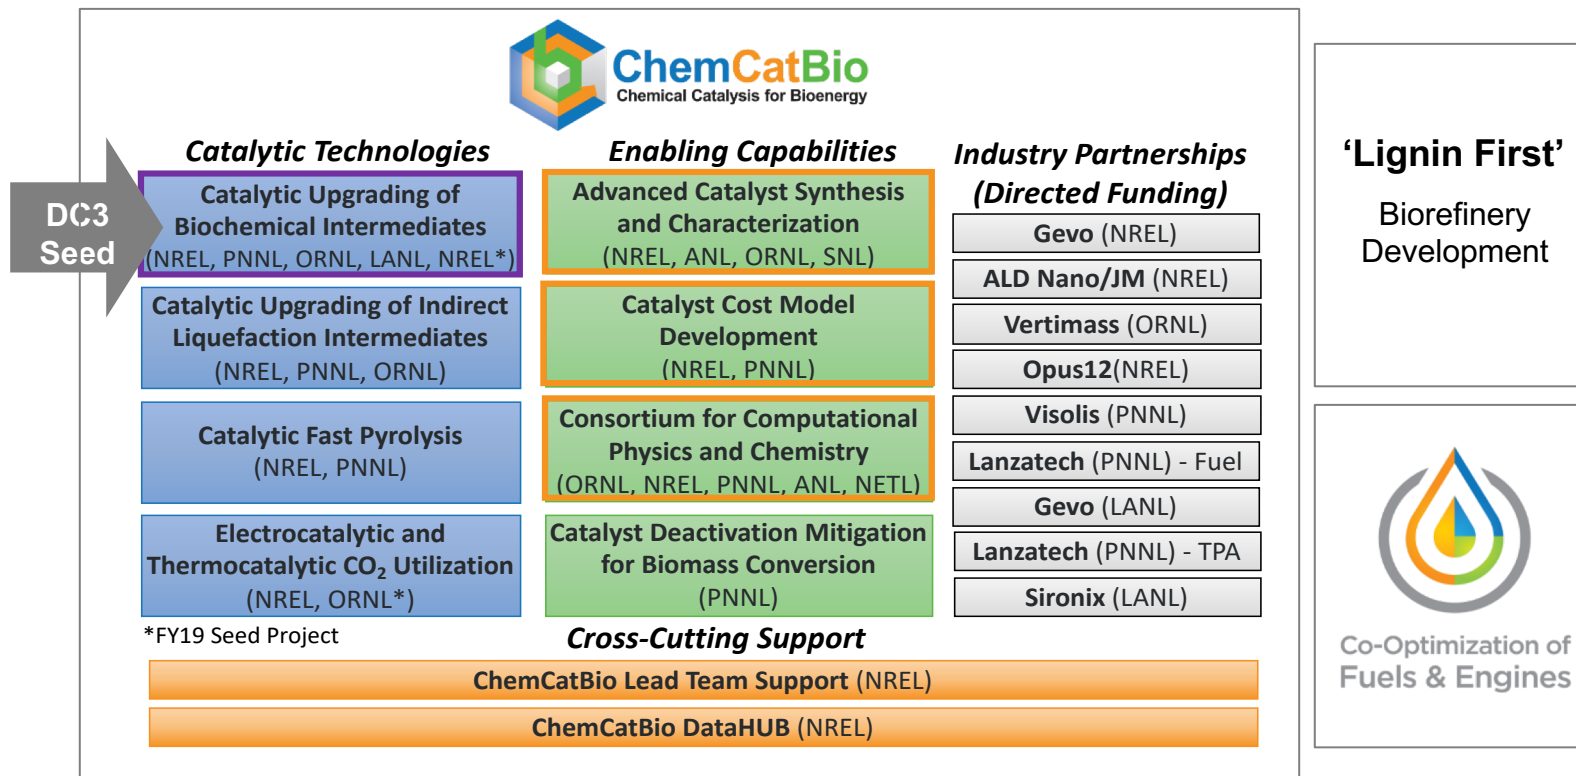 ChemCatBio
Chemical Catalysis for Bioenergy
DC3
Seed
Catalytic Technologies
Catalytic Upgrading of
Biochemical Intermediates
(NREL, PNNL, ORNL, LANL, NREL*)
Catalytic Upgrading of Indirect
Liquefaction Intermediates
(NREL, PNNL, ORNL)
Catalytic Fast Pyrolysis
(NREL, PNNL)
Electrocatalytic and
Thermocatalytic CO₂ Utilization
(NREL, ORNL*)
*FY19 Seed Project
Enabling Capabilities
Advanced Catalyst Synthesis
and Characterization
(NREL, ANL, ORNL, SNL)
Catalyst Cost Model
Development
(NREL, PNNL)
Consortium for Computational
Physics and Chemistry
(ORNL, NREL, PNNL, ANL, NETL)
Catalyst Deactivation Mitigation
for Biomass Conversion
(PNNL)
Industry Partnerships
(Directed Funding)
Gevo (NREL)
ALD Nano/JM (NREL)
Vertimass (ORNL)
Opus12(NREL)
Visolis (PNNL)
Lanzatech (PNNL) - Fuel
Gevo (LANL)
Lanzatech (PNNL) - TPA
Sironix (LANL)
Cross-Cutting Support
ChemCatBio Lead Team Support (NREL)
ChemCatBio DataHUB (NREL)
‘Lignin First’
Biorefinery
Development
Co-Optimization of
Fuels & Engines